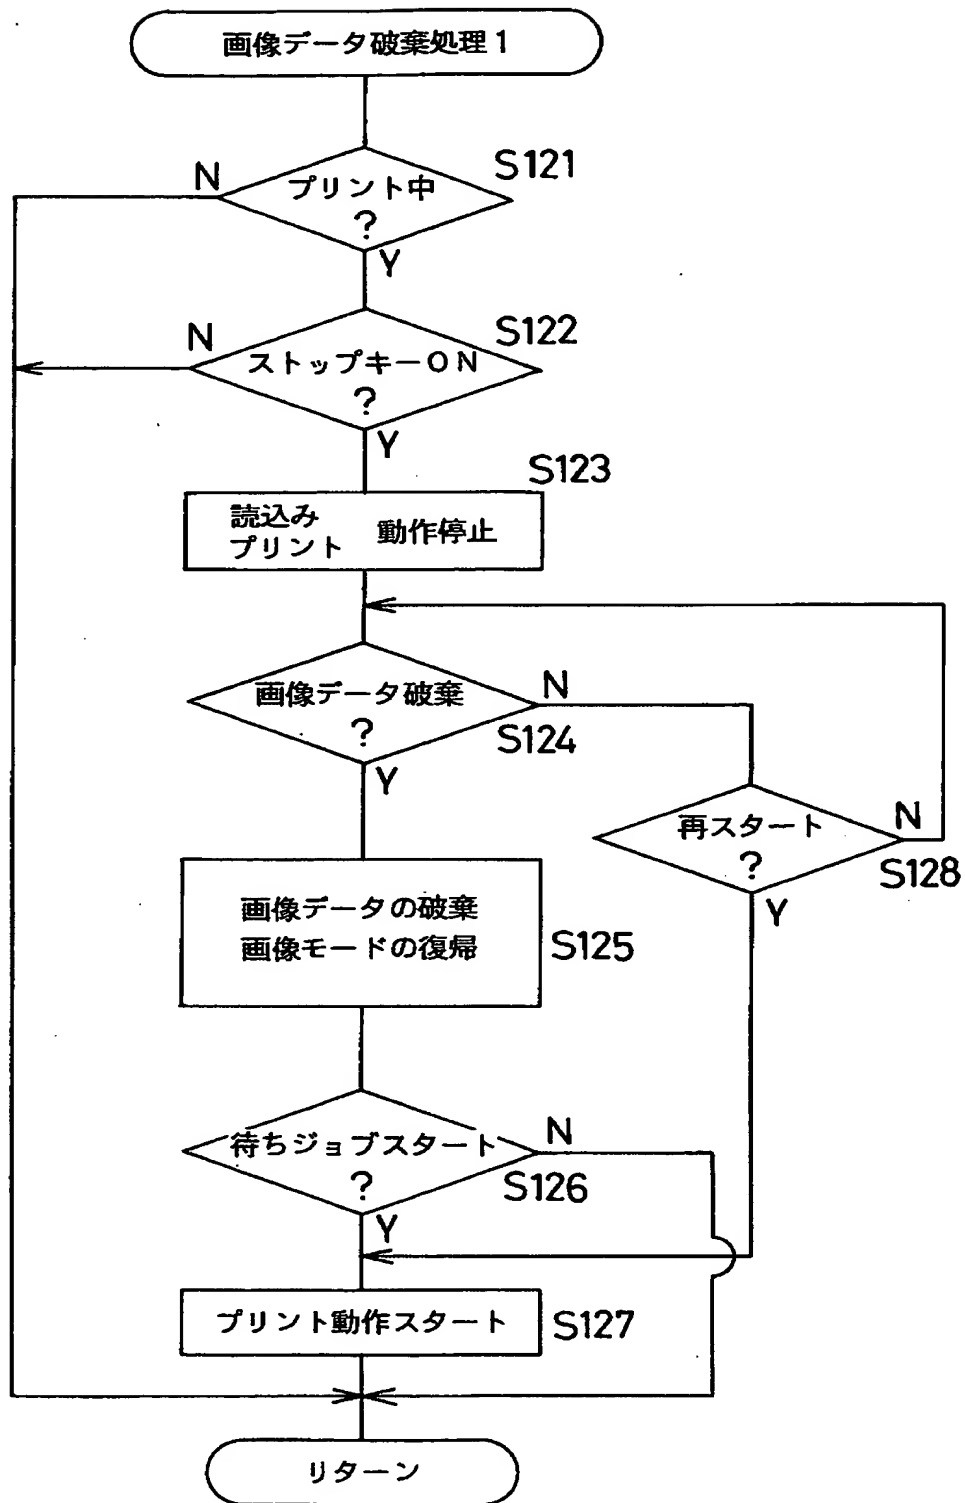 画像データ破棄処理1
S121
N
プリント中
?
Y
S122
N
ストップキーON
?
Y
S123
読込み
プリント 動作停止
画像データ破棄
?
N
S124
Y
再スタート
?
N
S128
Y
画像データの破棄
画像モードの復帰
S125
待ちジョブスタート
?
N
S126
Y
プリント動作スタート
S127
リターン